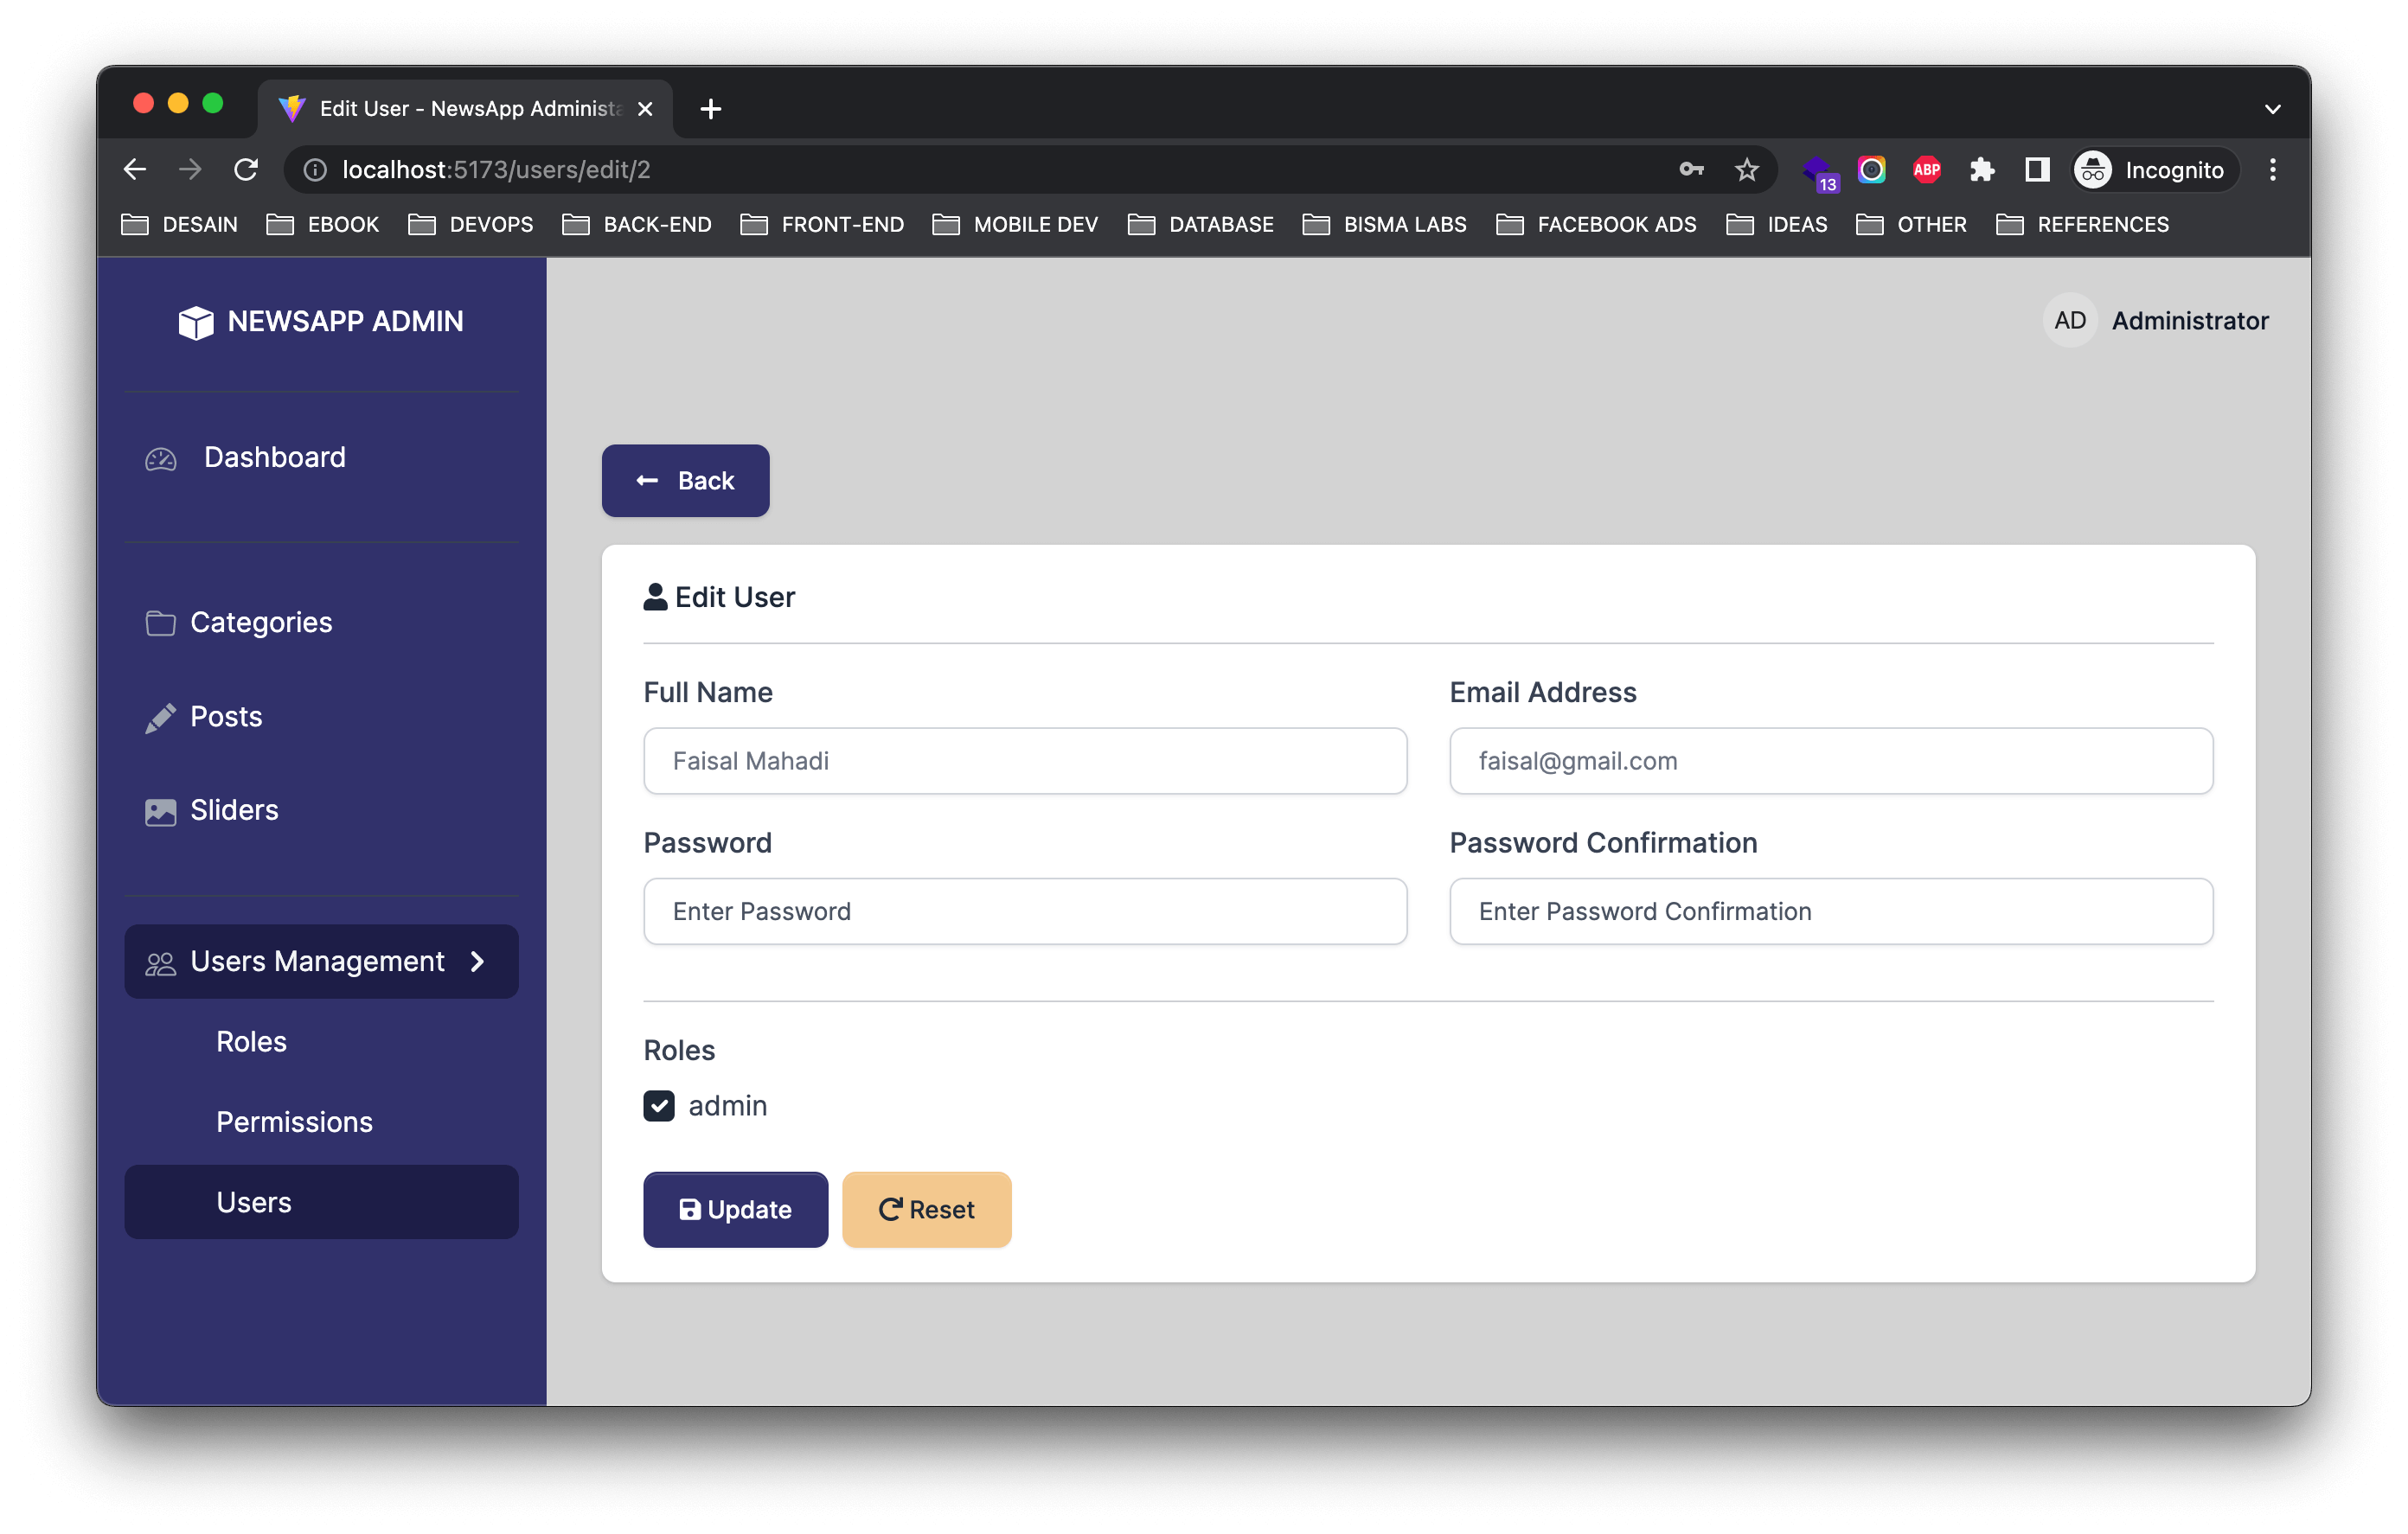 Edit User - NewsApp Administa
localhost:5173/users/edit/2
13
ABP
Incognito
DESAIN EBOOK DEVOPS BACK-END FRONT-END MOBILE DEV DATABASE BISMA LABS FACEBOOK ADS IDEAS OTHER REFERENCES
NEWSAPP ADMIN
AD Administrator
Dashboard
Categories
Posts
Sliders
Users Management
Roles
Permissions
Users
Back
Edit User
Full Name
Faisal Mahadi
Email Address
faisal@gmail.com
Password
Enter Password
Password Confirmation
Enter Password Confirmation
Roles
admin
Update
Reset